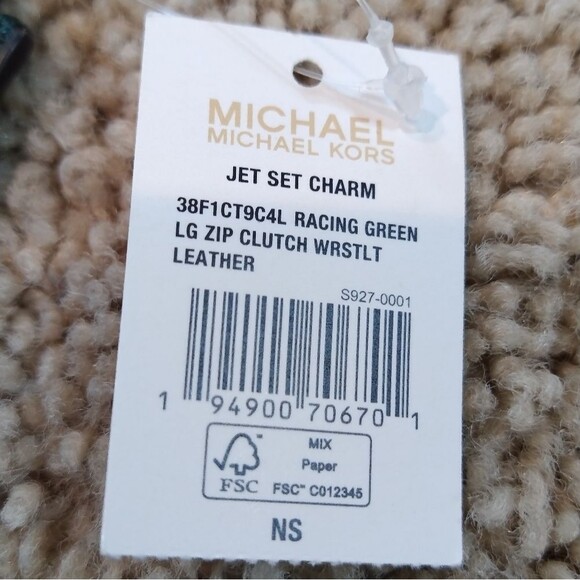 MICHAEL
MICHAEL KORS
JET SET CHARM
38F1CT9C4L RACING GREEN
LG ZIP CLUTCH WRSTLT
LEATHER
S927-0001
1 94900 70670 1
FSC™
MIX
Paper
FSC™ C012345
NS